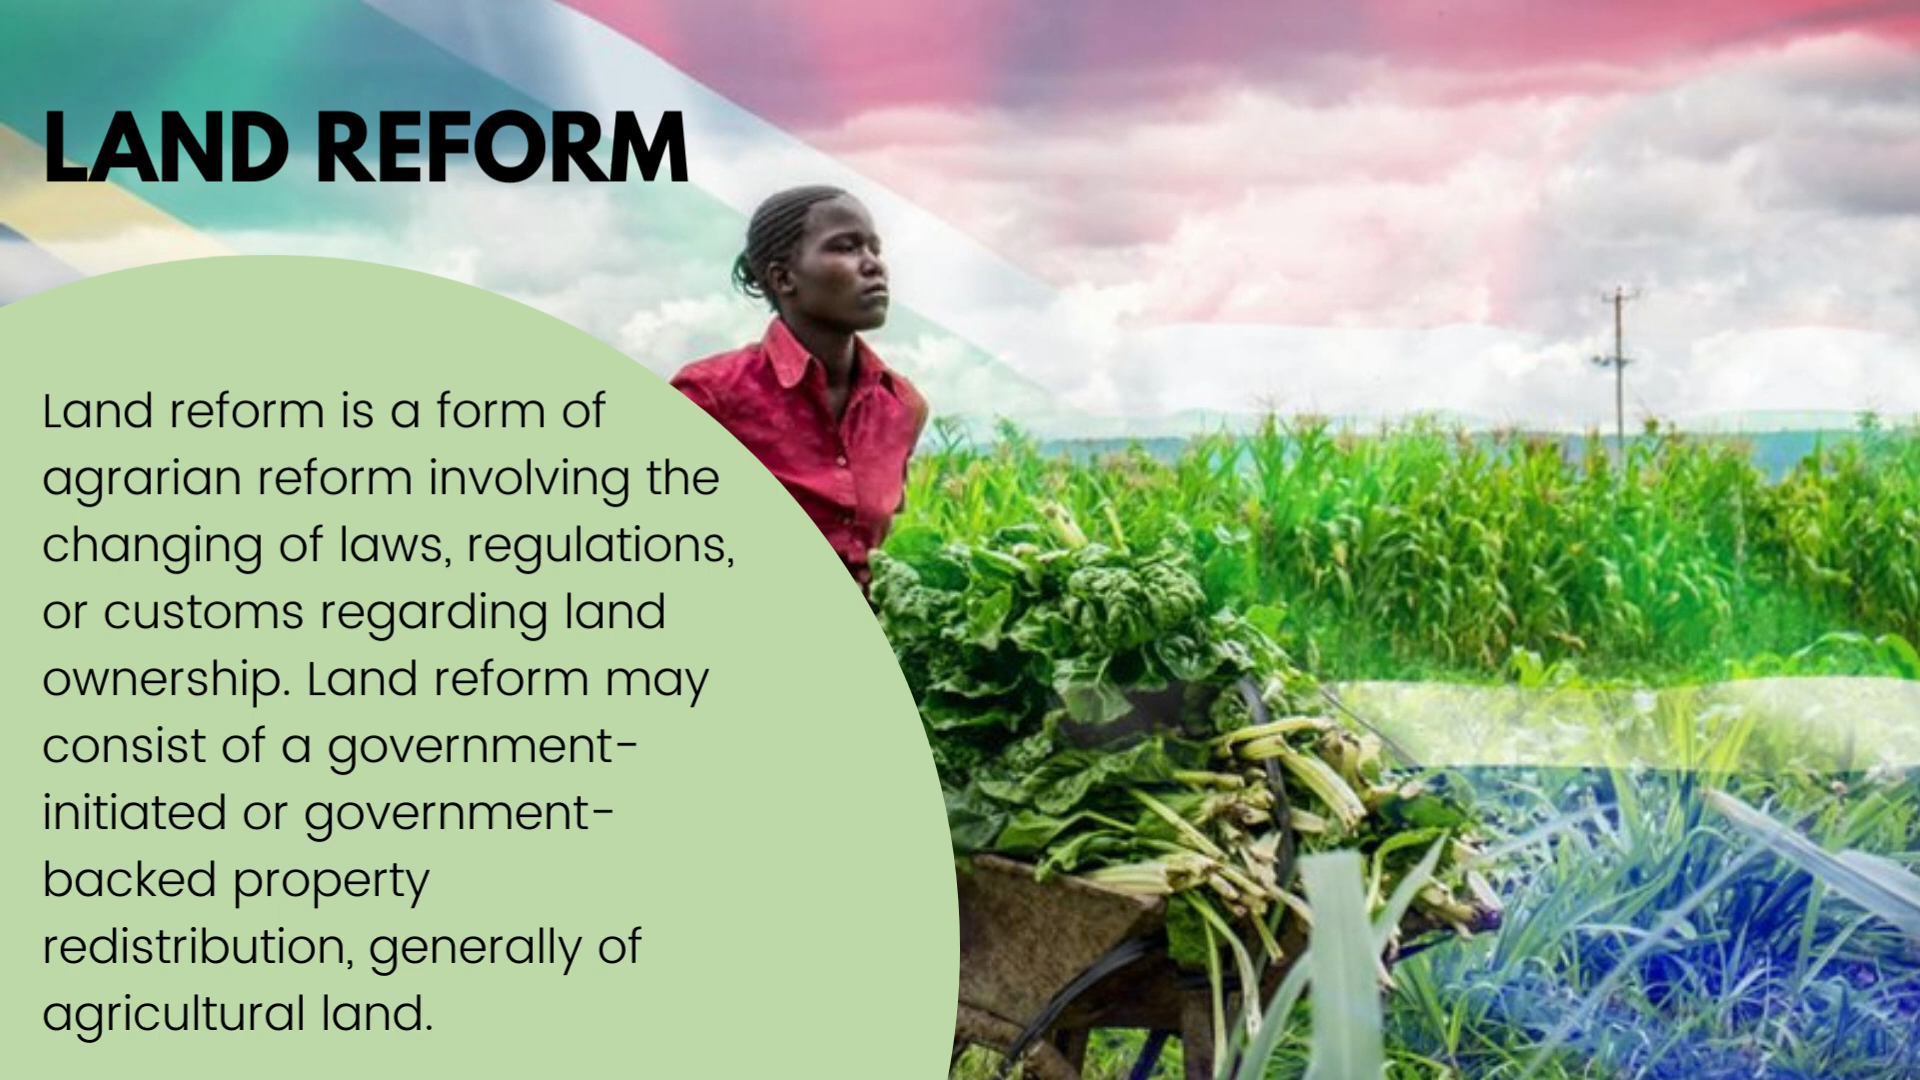 LAND REFORM
Land reform is a form of
agrarian reform involving the
changing of laws, regulations,
or customs regarding land
ownership. Land reform may
consist of a government-
initiated or government-
backed property
redistribution, generally of
agricultural land.